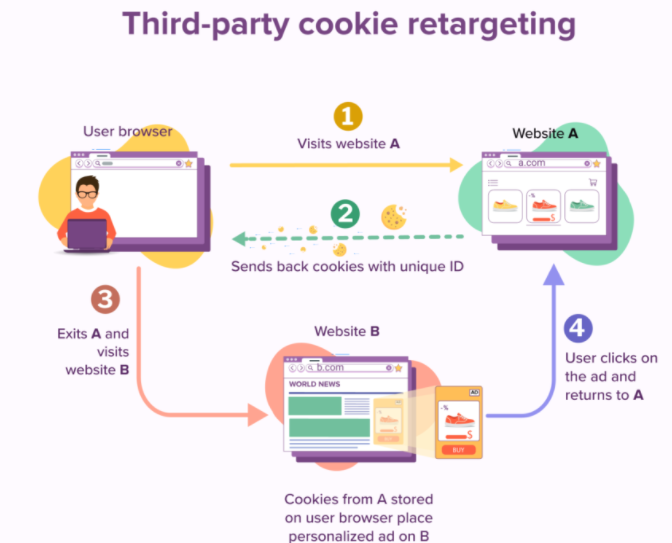 Third-party cookie retargeting
User browser
1
Visits website A
Website A
a.com
-%
$
2
Sends back cookies with unique ID
3
Exits A and
visits
website B
Website B
b.com
WORLD NEWS
BUY
AD
-%
$
BUY
4
User clicks on
the ad and
returns to A
Cookies from A stored
on user browser place
personalized ad on B